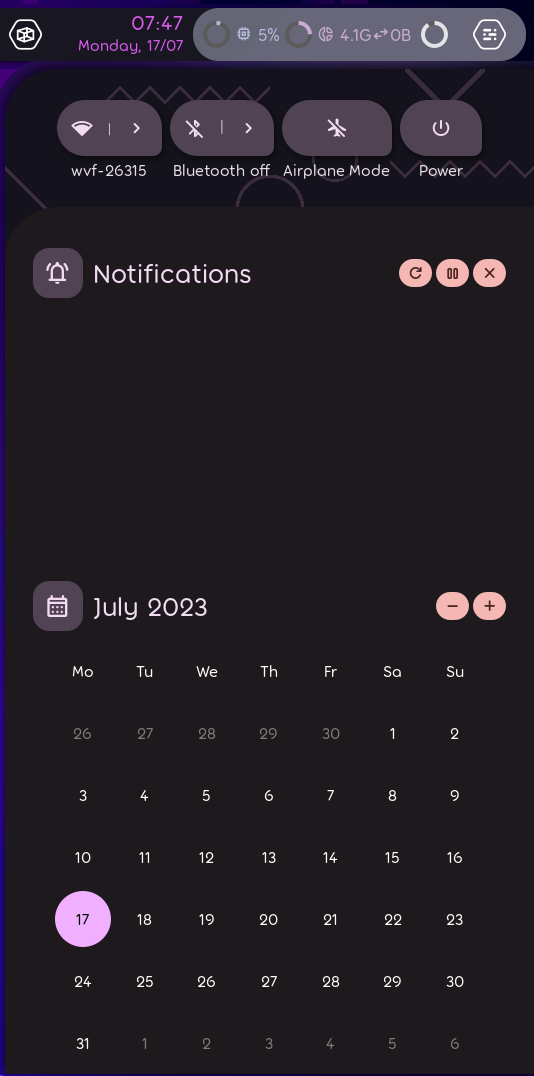 07:47
Monday, 17/07
5% 4.1G 0B
wvf-26315 Bluetooth off Airplane Mode Power
Notifications
July 2023
Mo Tu We Th Fr Sa Su
26 27 28 29 30 1 2
3 4 5 6 7 8 9
10 11 12 13 14 15 16
17 18 19 20 21 22 23
24 25 26 27 28 29 30
31 1 2 3 4 5 6